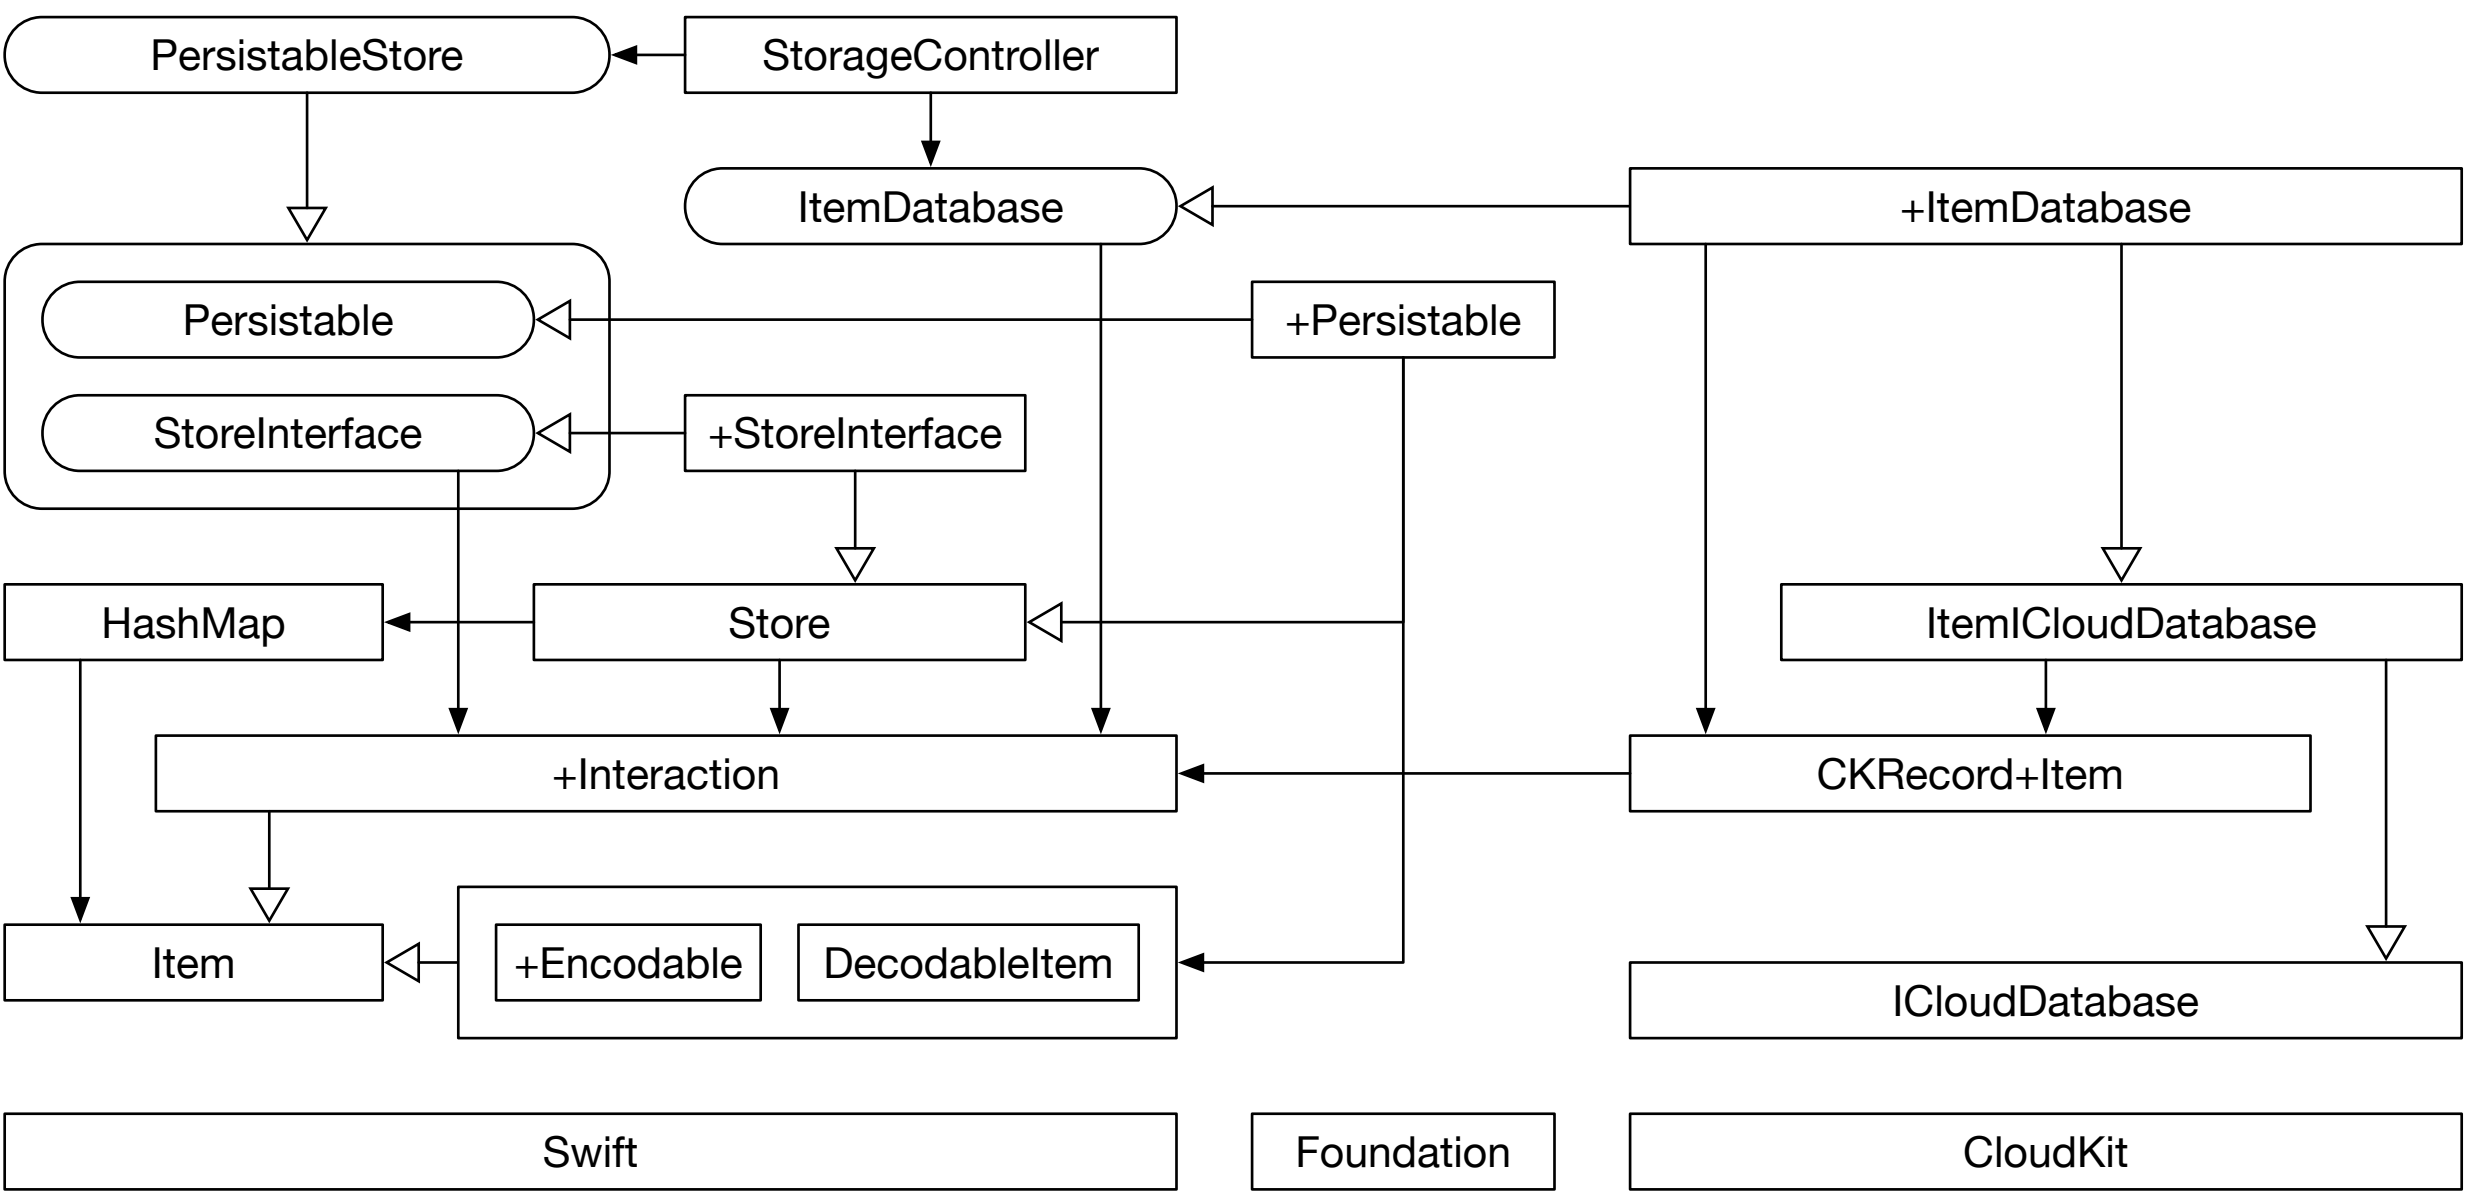 PersistableStore
StorageController
ItemDatabase
+ItemDatabase
Persistable
+Persistable
StoreInterface
+StoreInterface
HashMap
Store
ItemICloudDatabase
+Interaction
CKRecord+Item
Item
+Encodable
DecodableItem
ICloudDatabase
Swift
Foundation
CloudKit